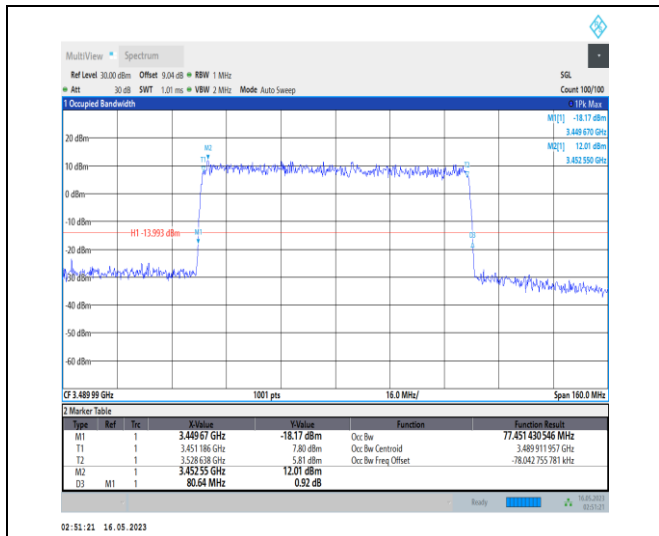 MultiView Spectrum
Ref Level 30.00 dBm Offset 9.04 dB RBW 1 MHz SGL
Att 30 dB SWT 1.01 ms VBW 2 MHz Mode Auto Sweep Count 100/100
1 Occupied Bandwidth 1Pk Max
M1[1] -18.17 dBm
3.449 670 GHz
M2[1] 12.01 dBm
3.452 550 GHz
20 dBm
M2
T1 T2
10 dBm
0 dBm
-10 dBm
H1 -13.993 dBm M1 D3
-20 dBm
-30 dBm
-40 dBm
-50 dBm
-60 dBm
CF 3.489 99 GHz 1001 pts 16.0 MHz/ Span 160.0 MHz
2 Marker Table
Type Ref Trc X-Value Y-Value Function Function Result
M1 1 3.449 67 GHz -18.17 dBm Occ Bw 77.451 430 546 MHz
T1 1 3.451 186 GHz 7.80 dBm Occ Bw Centroid 3.489 911 957 GHz
T2 1 3.528 638 GHz 5.81 dBm Occ Bw Freq Offset -78.042 755 781 kHz
M2 1 3.452 55 GHz 12.01 dBm
D3 M1 1 80.64 MHz 0.92 dB
Ready 16.05.2023
02:51:21
02:51:21 16.05.2023